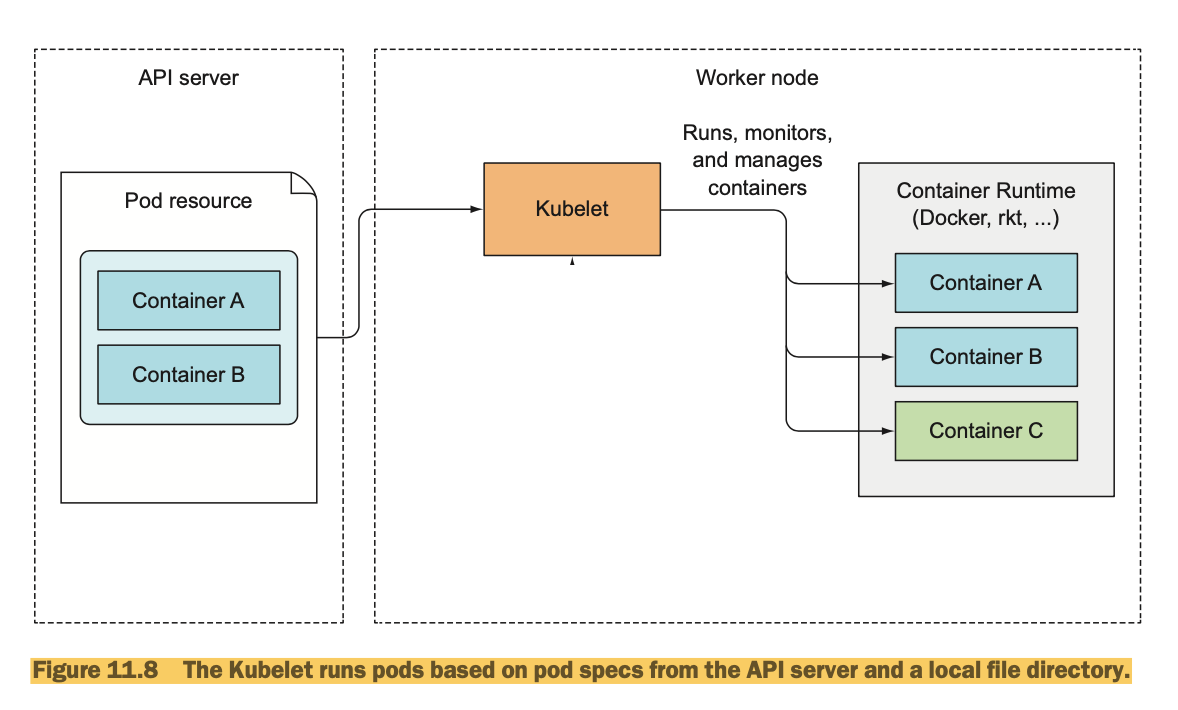 API server
Pod resource
Container A
Container B
Worker node
Kubelet
Runs, monitors,
and manages
containers
Container Runtime
(Docker, rkt, ...)
Container A
Container B
Container C
Figure 11.8 The Kubelet runs pods based on pod specs from the API server and a local file directory.